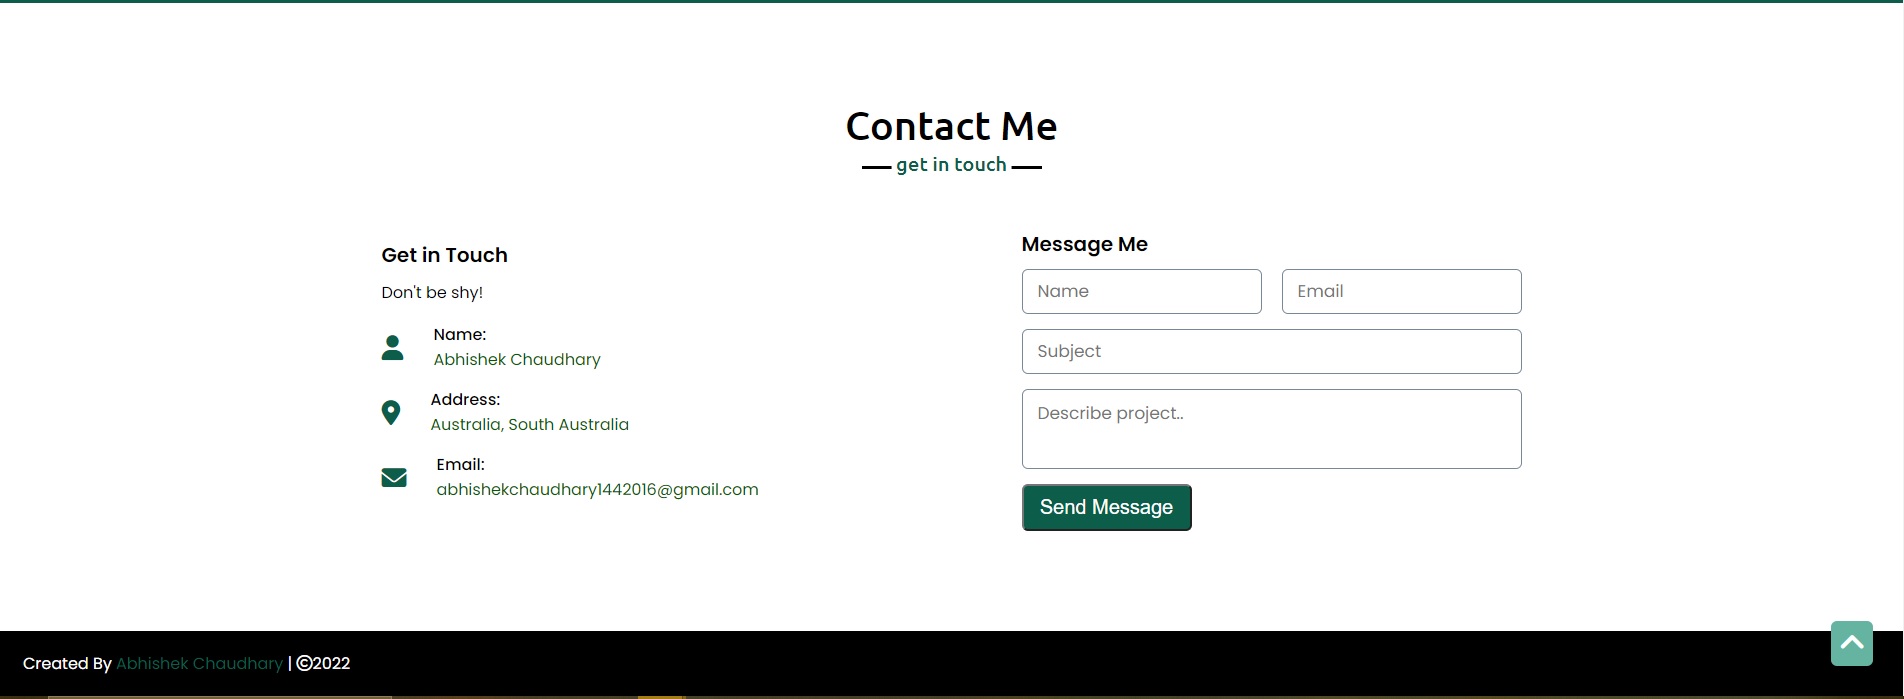 Contact Me
get in touch
Get in Touch
Don't be shy!
Name:
Abhishek Chaudhary
Address:
Australia, South Australia
Email:
abhishekchaudhary1442016@gmail.com
Message Me
Name
Email
Subject
Describe project..
Send Message
Created By Abhishek Chaudhary | ©2022